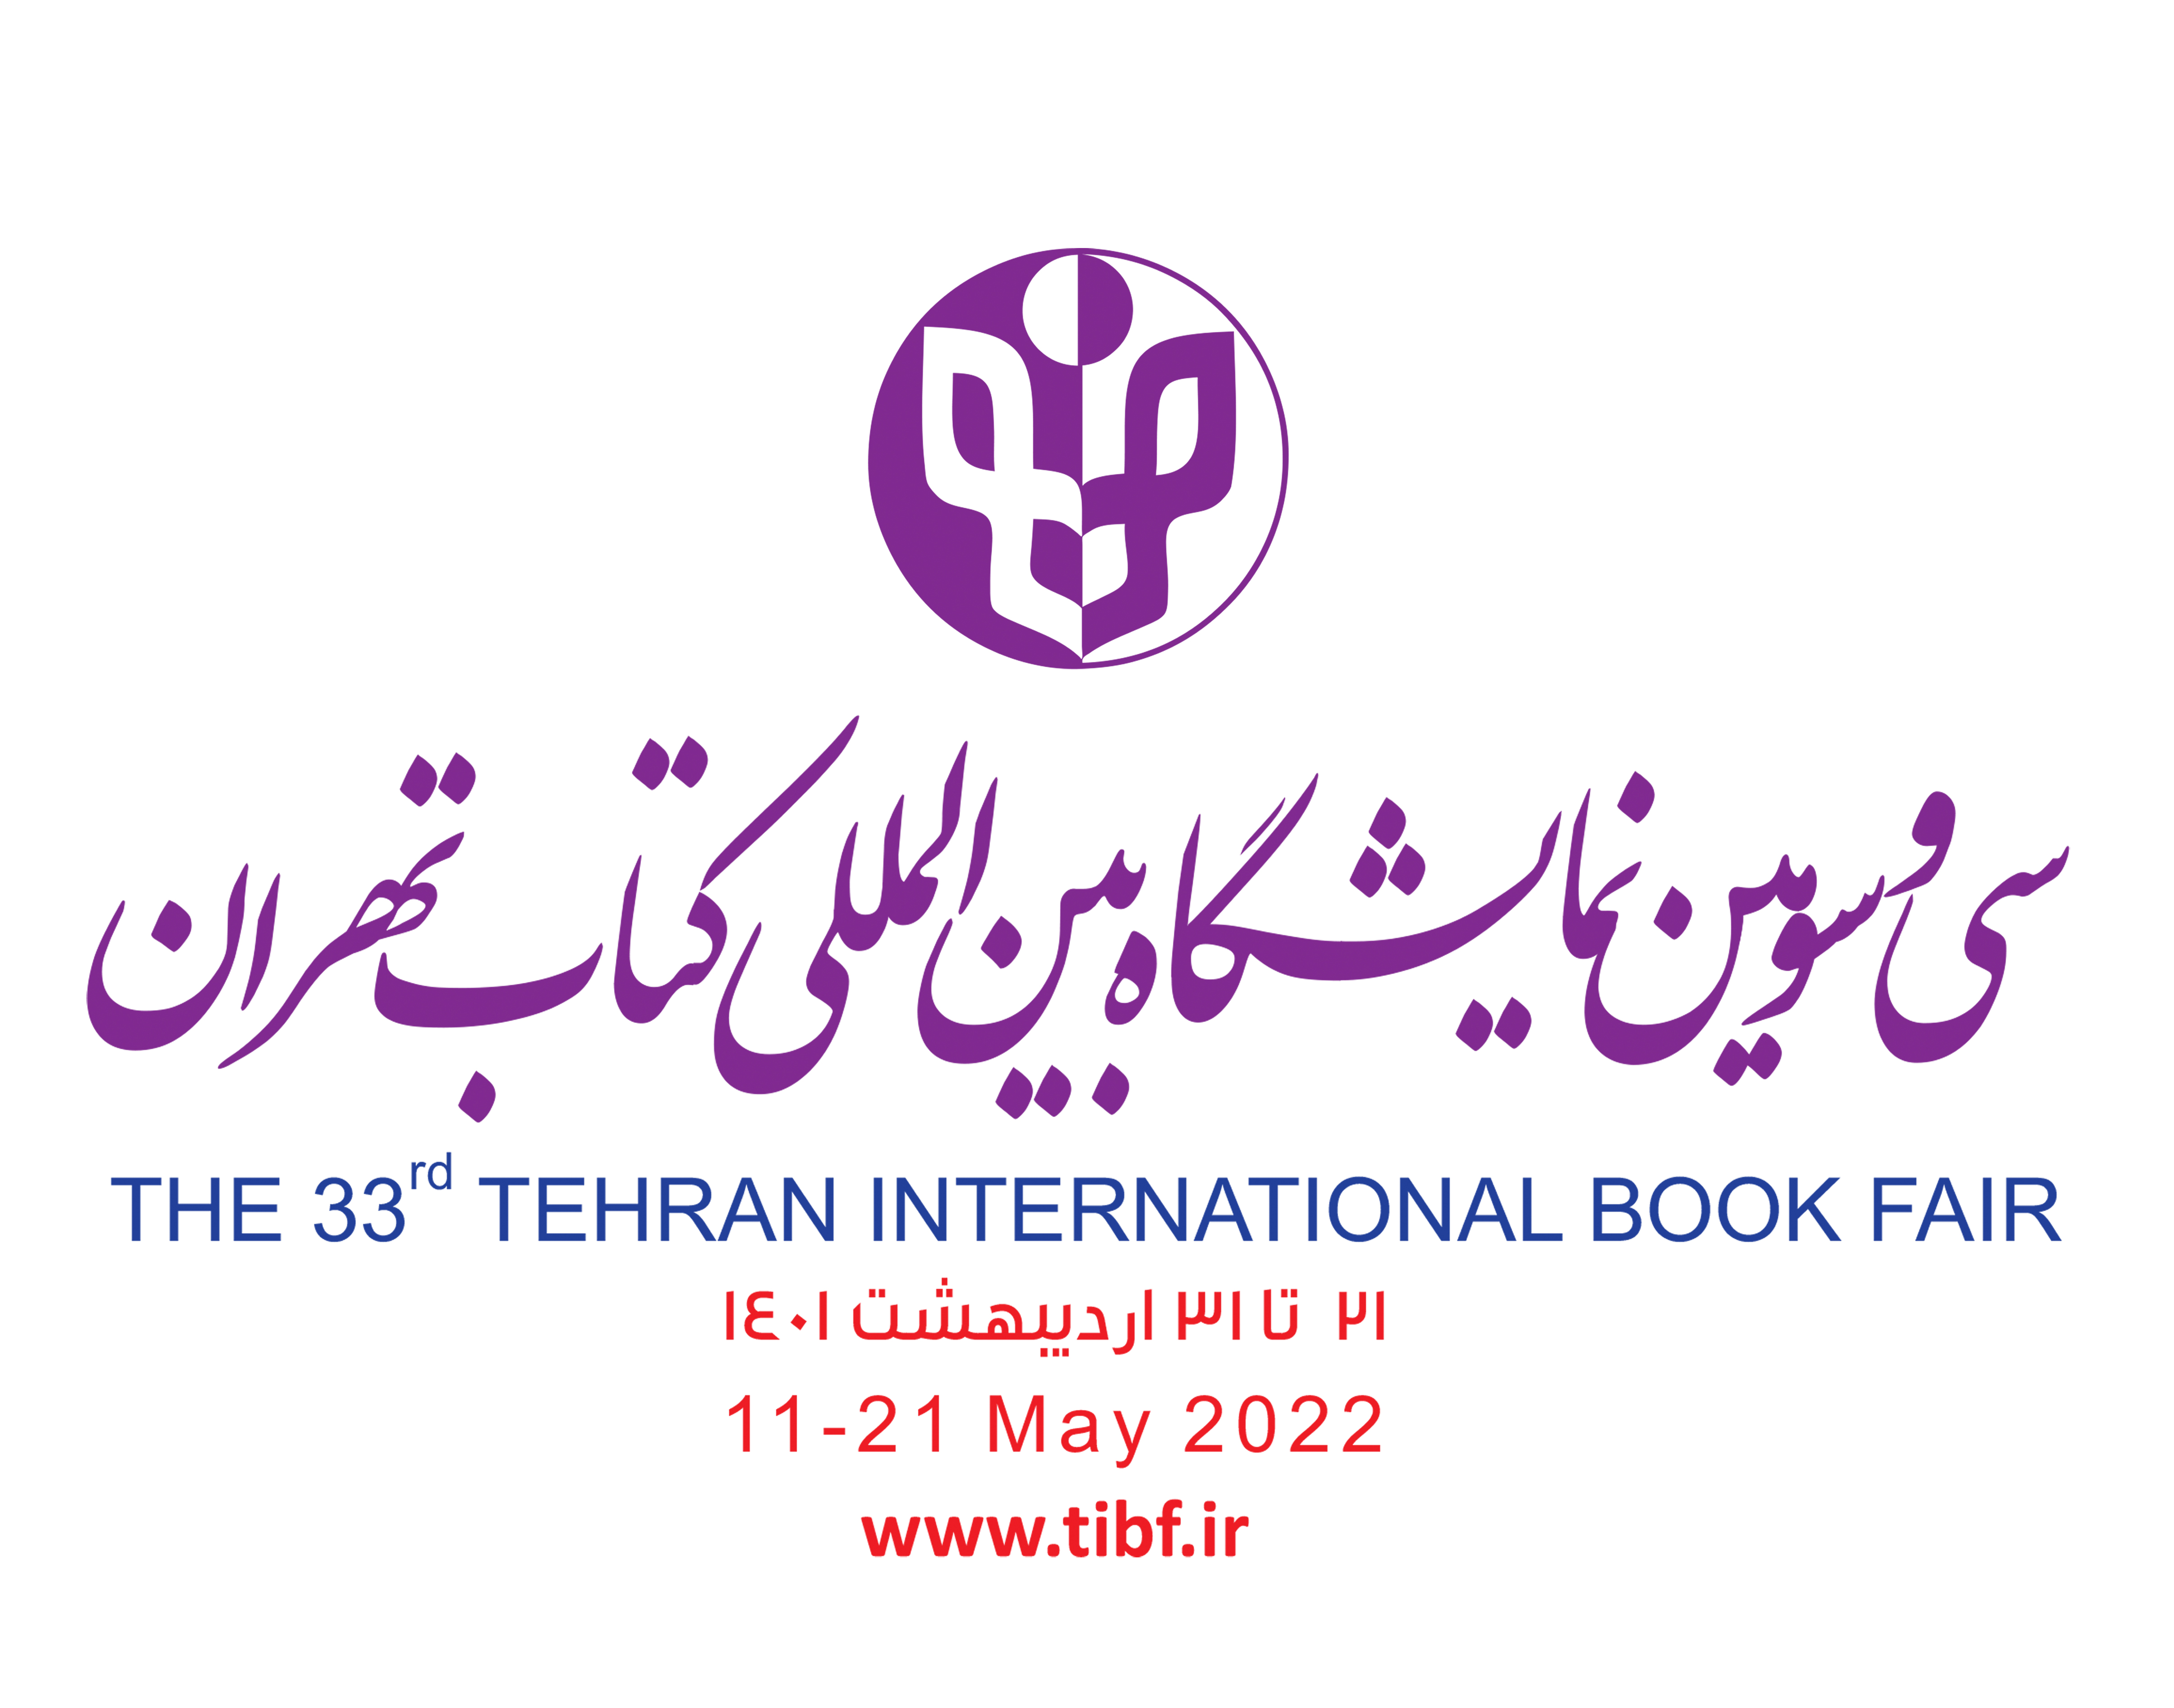 سی و سومین نمایشگاه بین المللی کتاب تهران
THE 33rd TEHRAN INTERNATIONAL BOOK FAIR
۲۱ تا ۳۱ اردیبهشت ۱۴۰۱
11-21 May 2022
www.tibf.ir